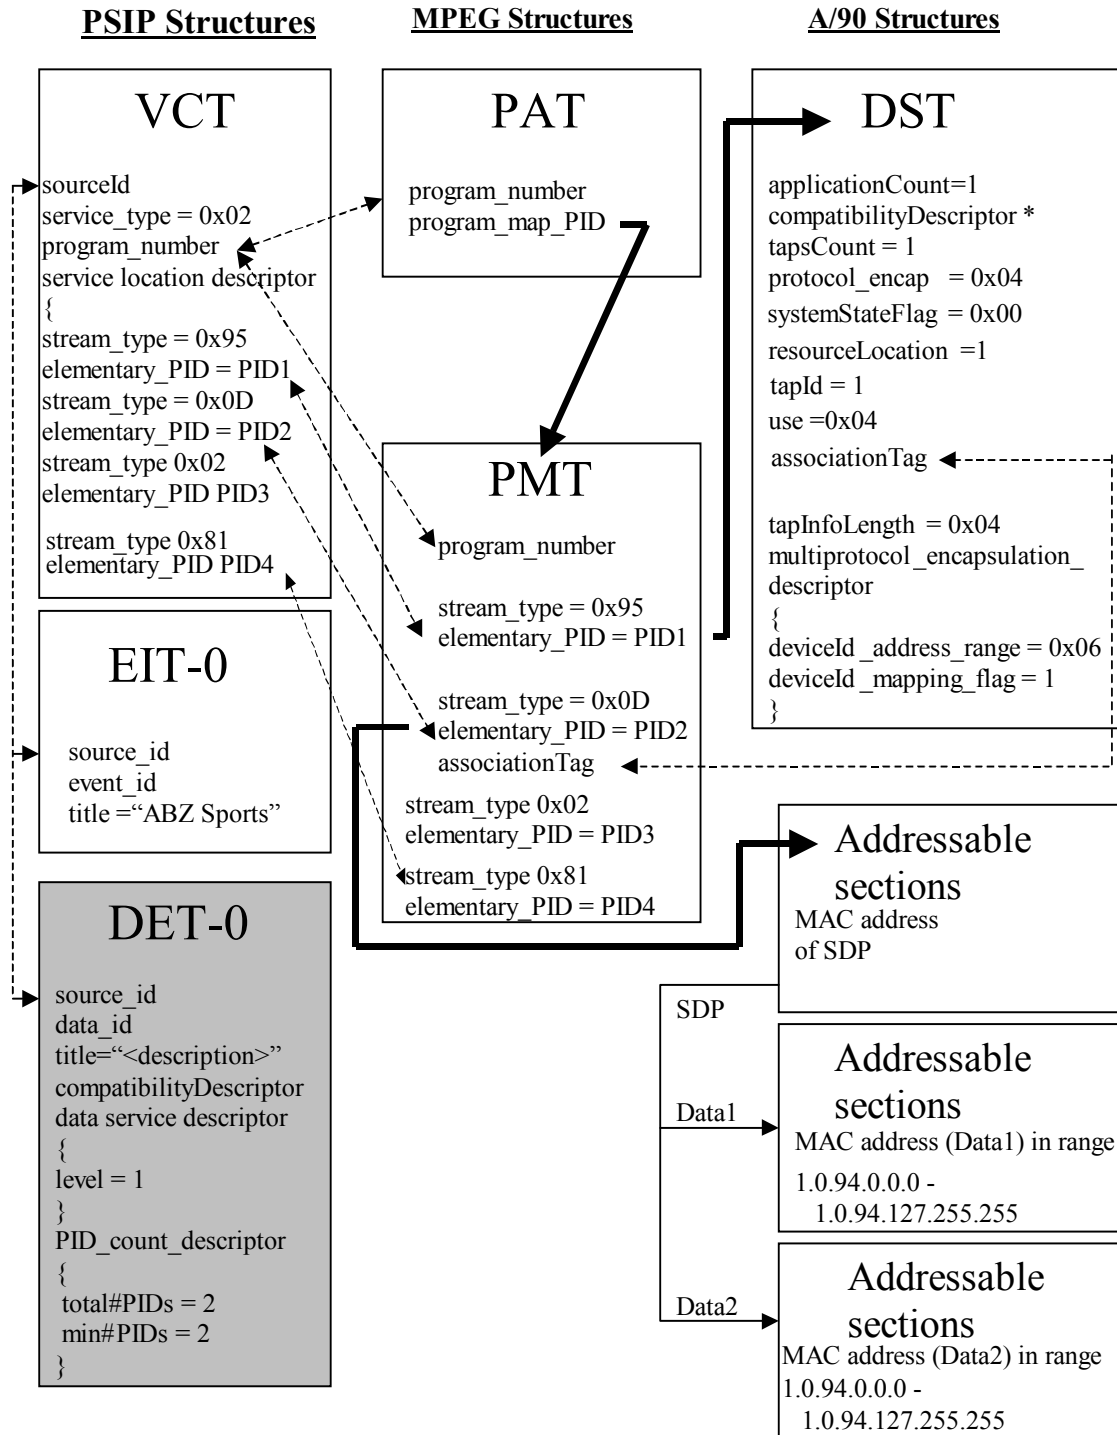 PSIP Structures
MPEG Structures
A/90 Structures
VCT
sourceId
service_type = 0x02
program_number
service location descriptor
{
stream_type = 0x95
elementary_PID = PID1
stream_type = 0x0D
elementary_PID = PID2
stream_type 0x02
elementary_PID PID3
stream_type 0x81
elementary_PID PID4
EIT-0
source_id
event_id
title =“ABZ Sports”
DET-0
source_id
data_id
title=“<description>”
compatibilityDescriptor
data service descriptor
{
level = 1
}
PID_count_descriptor
{
total#PIDs = 2
min#PIDs = 2
}
PAT
program_number
program_map_PID
PMT
program_number
stream_type = 0x95
elementary_PID = PID1
stream_type = 0x0D
elementary_PID = PID2
associationTag
stream_type 0x02
elementary_PID = PID3
stream_type 0x81
elementary_PID = PID4
DST
applicationCount=1
compatibilityDescriptor *
tapsCount = 1
protocol_encap = 0x04
systemStateFlag = 0x00
resourceLocation =1
tapId = 1
use =0x04
associationTag
tapInfoLength = 0x04
multiprotocol_encapsulation_
descriptor
{
deviceId_address_range = 0x06
deviceId_mapping_flag = 1
}
Addressable
sections
MAC address
of SDP
SDP
Data1
Addressable
sections
MAC address (Data1) in range
1.0.94.0.0.0 -
1.0.94.127.255.255
Data2
Addressable
sections
MAC address (Data2) in range
1.0.94.0.0.0 -
1.0.94.127.255.255